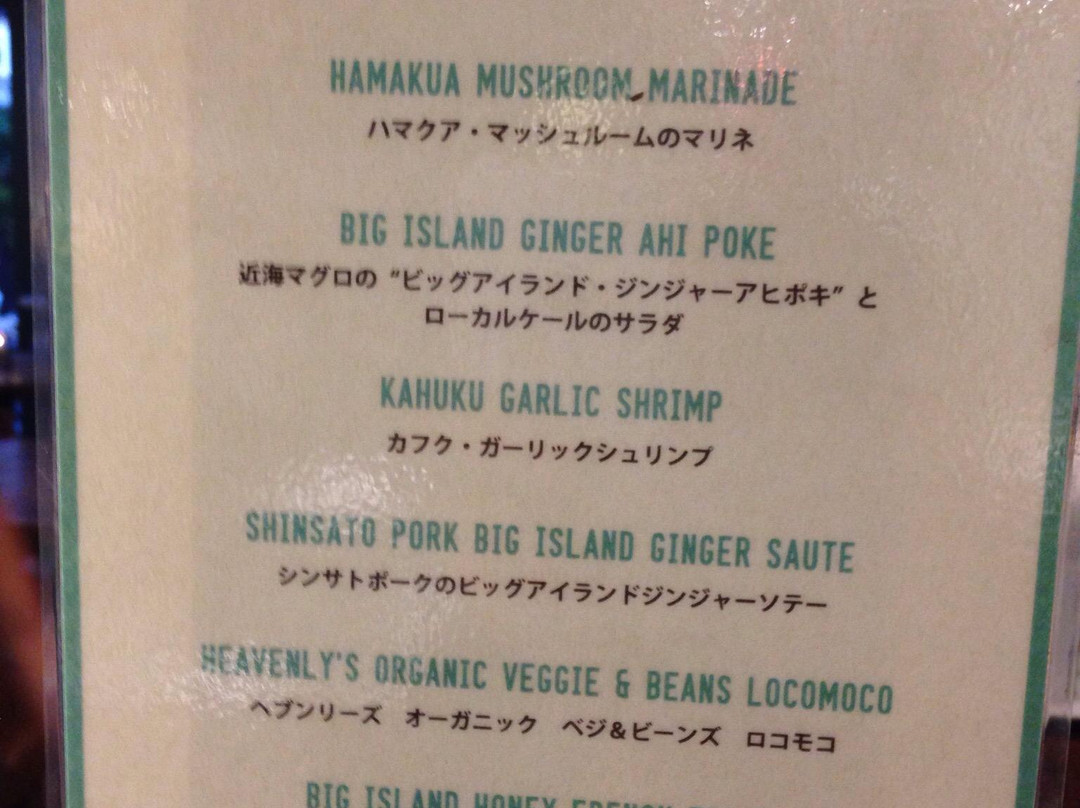 HAMAKUA MUSHROOM MARINADE
ハマクア・マッシュルームのマリネ
BIG ISLAND GINGER AHI POKE
近海マグロの “ビッグアイランド・ジンジャーアヒポキ” と
ローカルケールのサラダ
KAHUKU GARLIC SHRIMP
カフク・ガーリックシュリンプ
SHINSATO PORK BIG ISLAND GINGER SAUTE
シンサトポークのビッグアイランドジンジャーソテー
HEAVENLY'S ORGANIC VEGGIE & BEANS LOCOMOCO
ヘブンリーズ オーガニック ベジ&ビーンズ ロコモコ
BIG ISLAND HONEY FRENCH